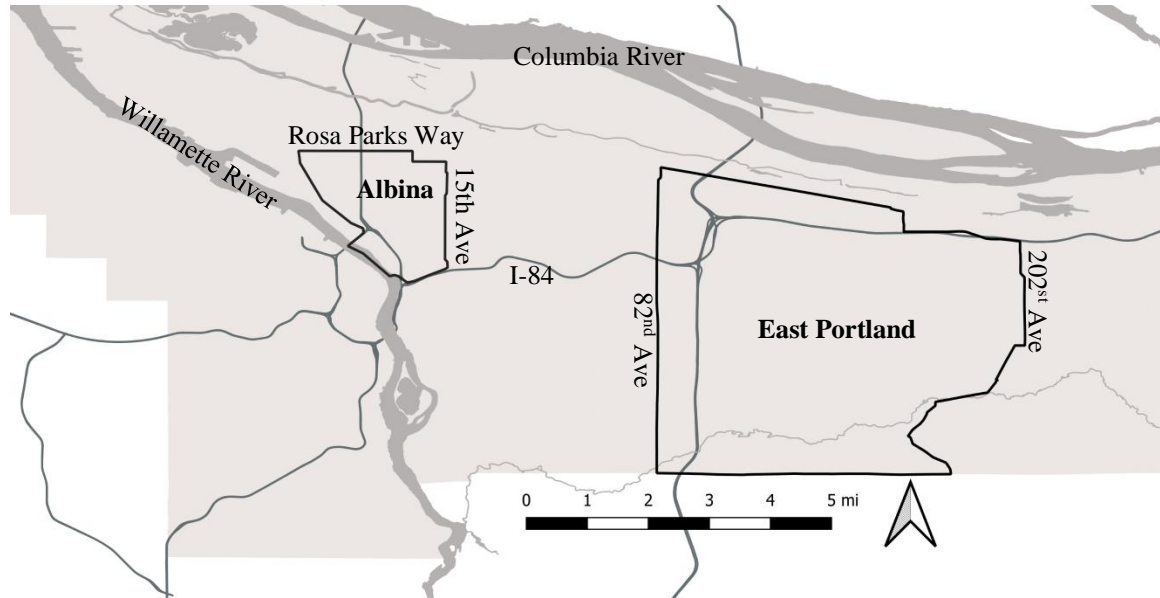 Columbia River
Willamette River
Rosa Parks Way
Albina
15th Ave
I-84
202st Ave
82nd Ave
East Portland
0 1 2 3 4 5 mi